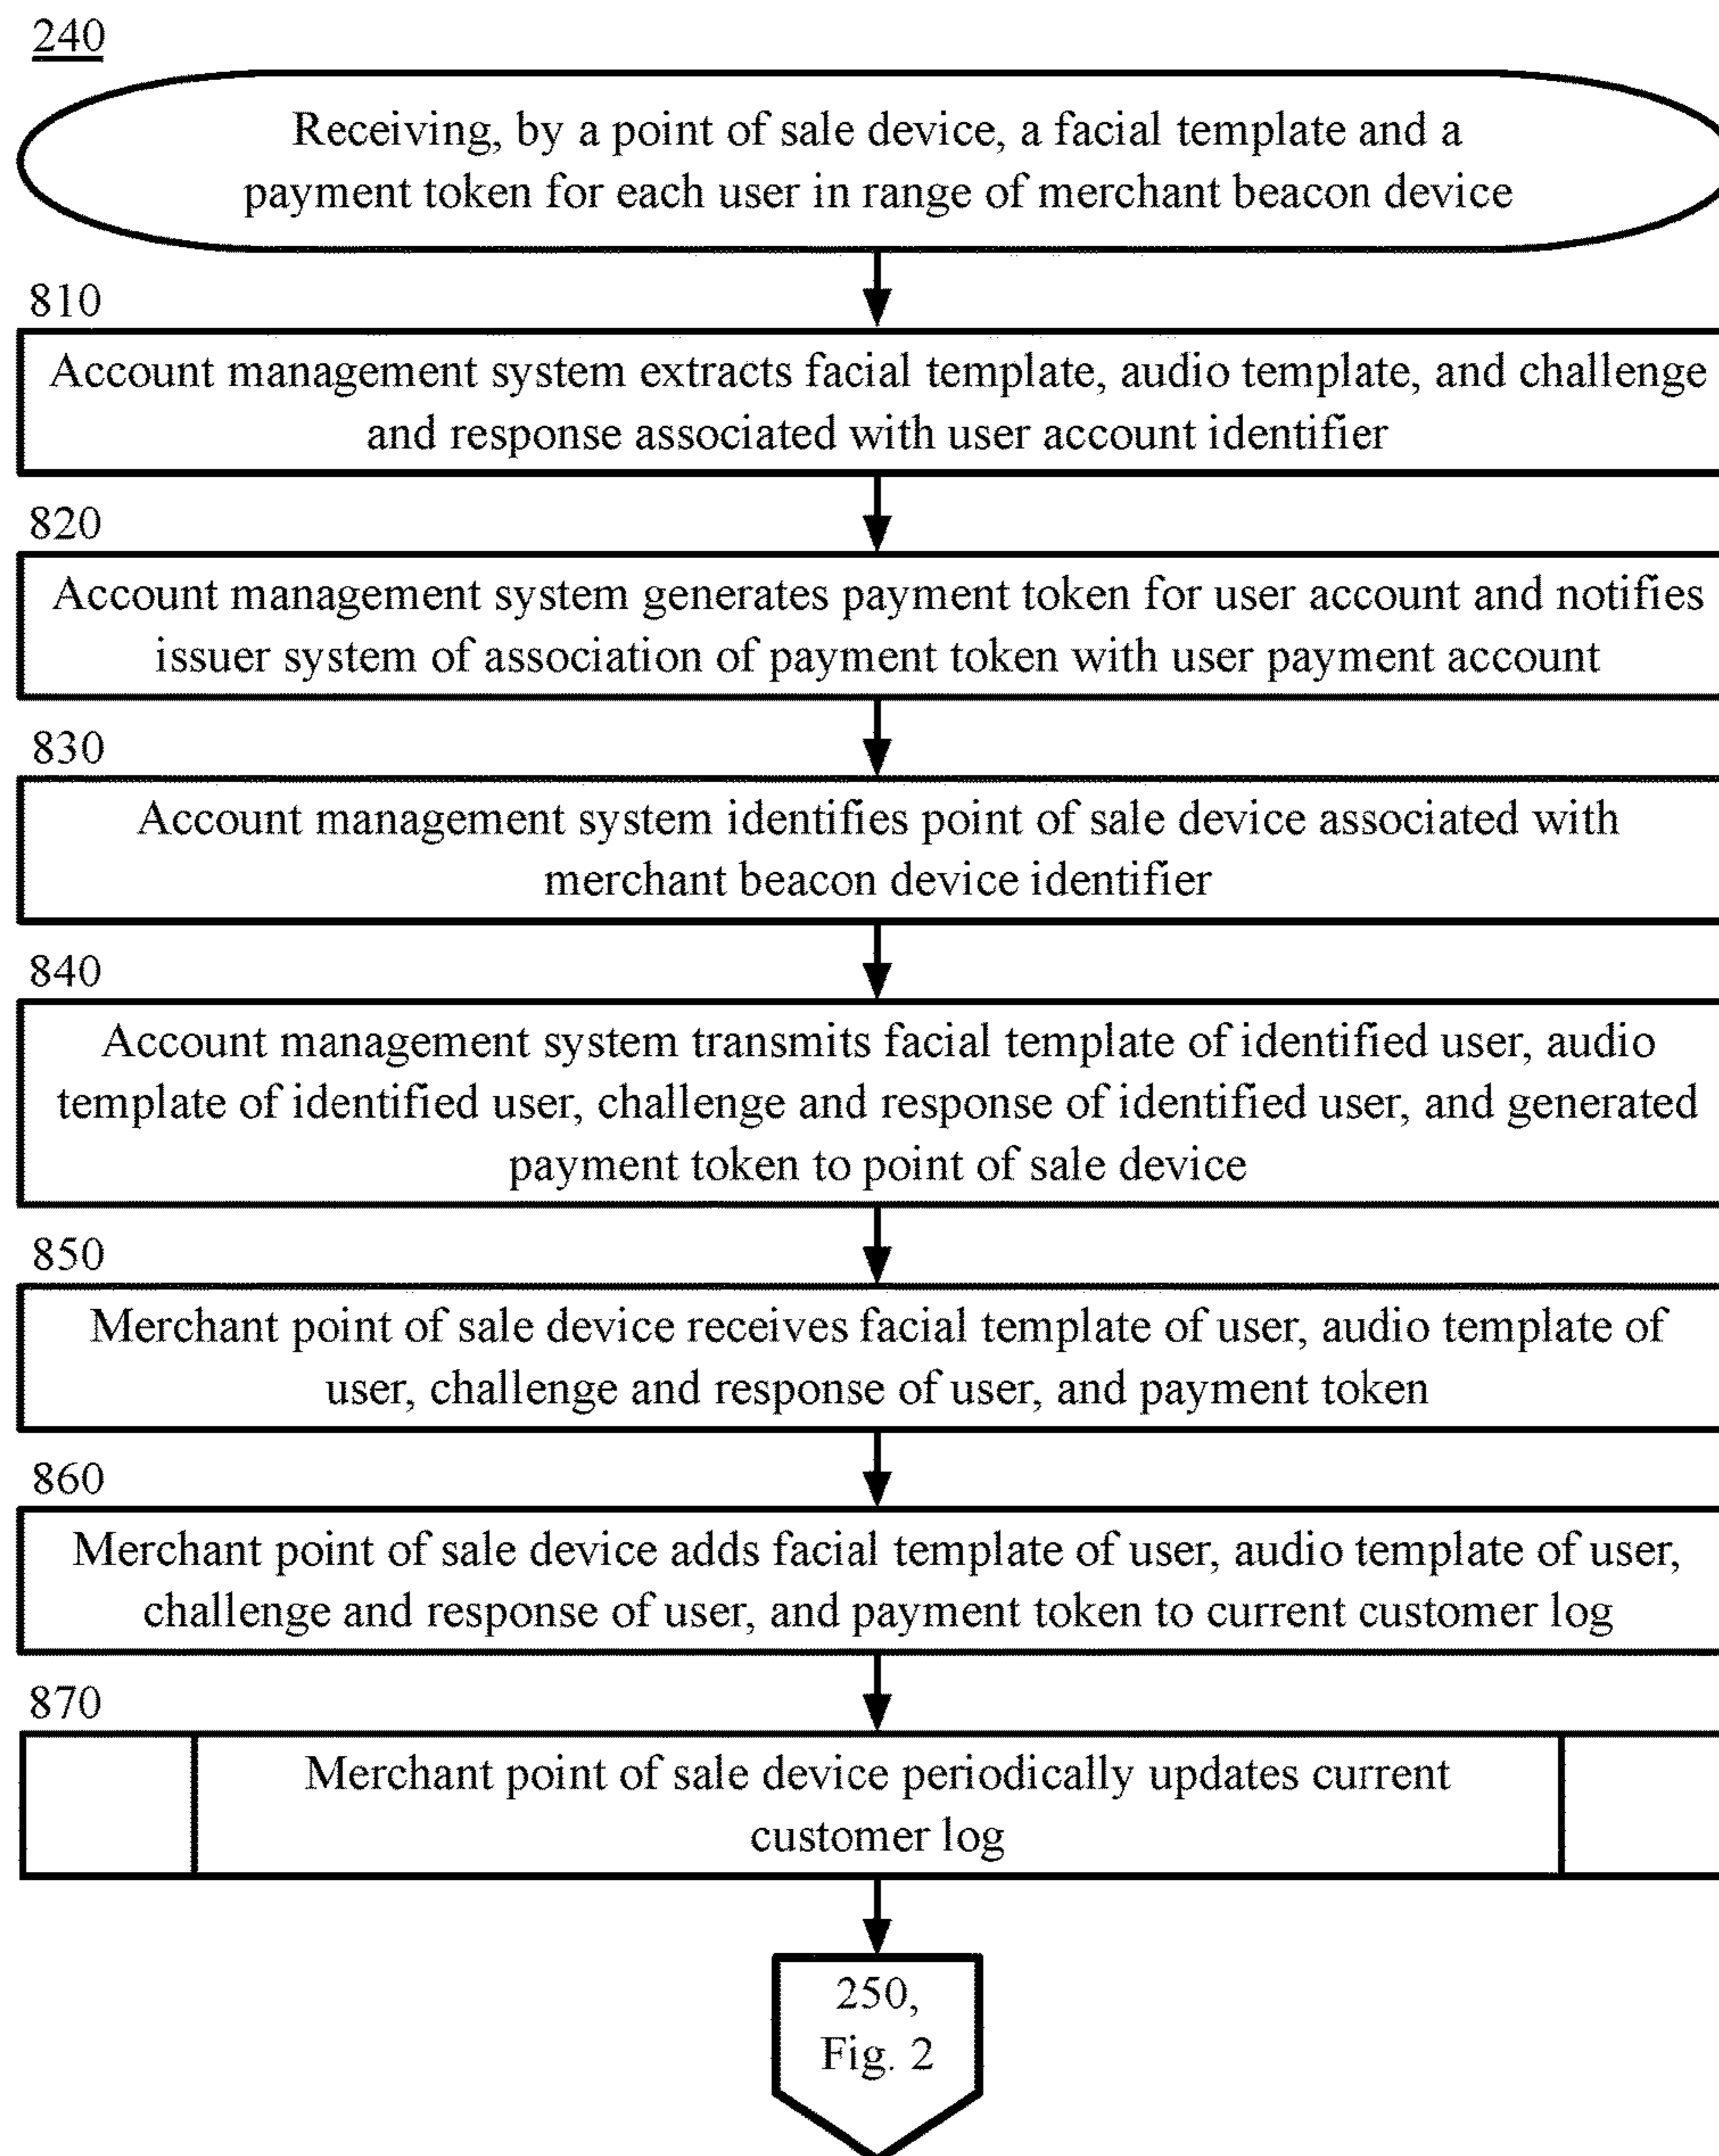 240
Receiving, by a point of sale device, a facial template and a
payment token for each user in range of merchant beacon device
810
Account management system extracts facial template, audio template, and challenge
and response associated with user account identifier
820
Account management system generates payment token for user account and notifies
issuer system of association of payment token with user payment account
830
Account management system identifies point of sale device associated with
merchant beacon device identifier
840
Account management system transmits facial template of identified user, audio
template of identified user, challenge and response of identified user, and generated
payment token to point of sale device
850
Merchant point of sale device receives facial template of user, audio template of
user, challenge and response of user, and payment token
860
Merchant point of sale device adds facial template of user, audio template of user,
challenge and response of user, and payment token to current customer log
870
Merchant point of sale device periodically updates current
customer log
250,
Fig. 2